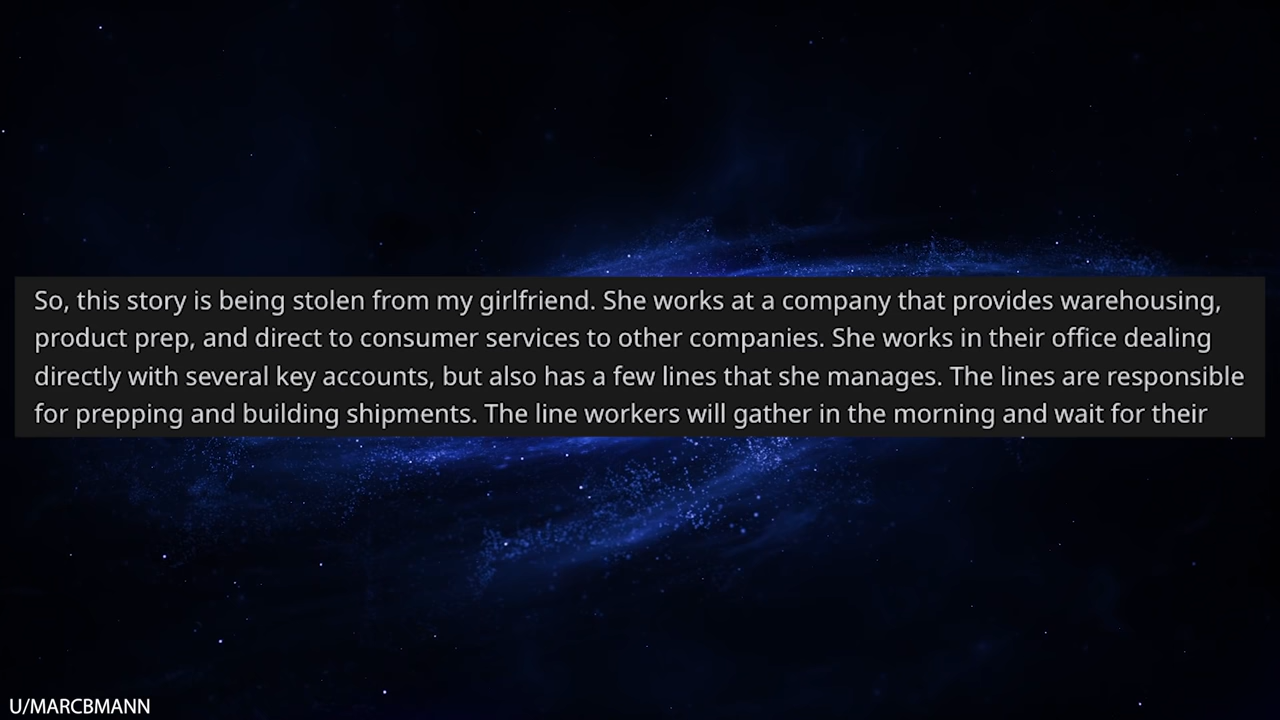 So, this story is being stolen from my girlfriend. She works at a company that provides warehousing,
product prep, and direct to consumer services to other companies. She works in their office dealing
directly with several key accounts, but also has a few lines that she manages. The lines are responsible
for prepping and building shipments. The line workers will gather in the morning and wait for their
U/MARCBMANN